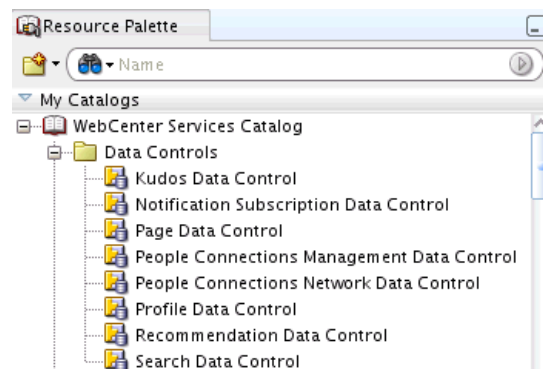 Resource Palette
Name
My Catalogs
WebCenter Services Catalog
Data Controls
Kudos Data Control
Notification Subscription Data Control
Page Data Control
People Connections Management Data Control
People Connections Network Data Control
Profile Data Control
Recommendation Data Control
Search Data Control